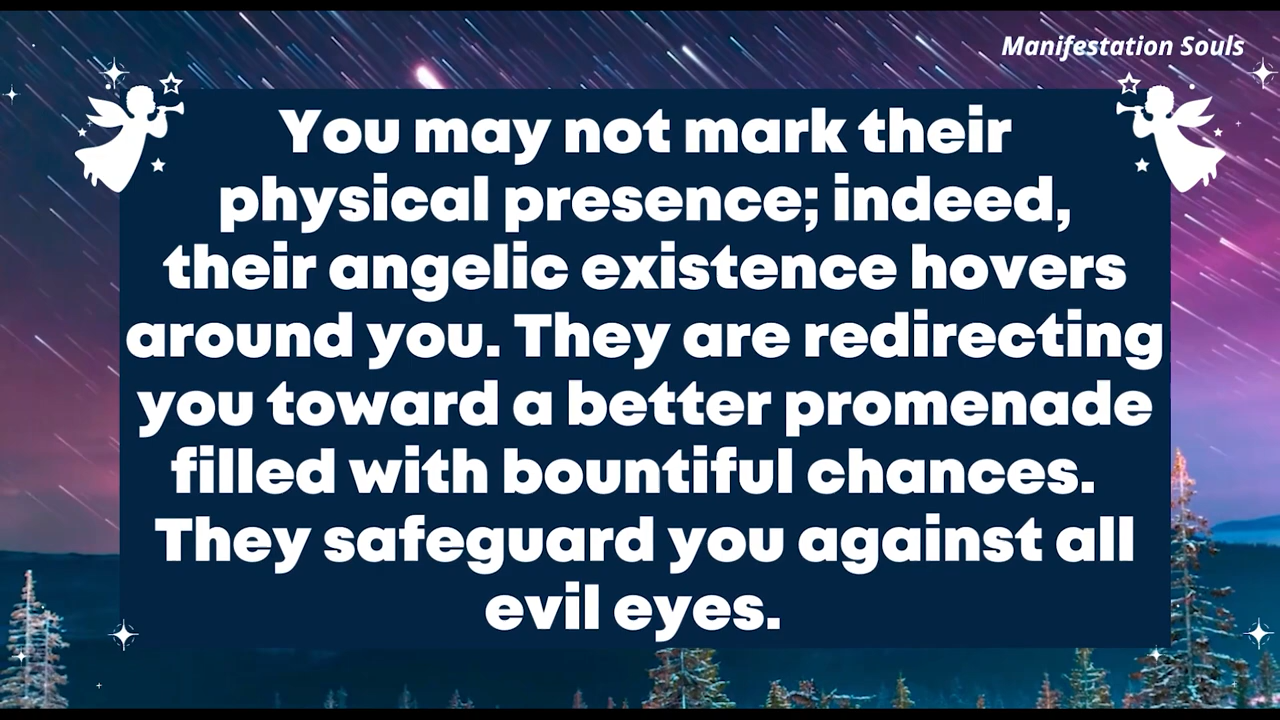 Manifestation Souls
You may not mark their
physical presence; indeed,
their angelic existence hovers
around you. They are redirecting
you toward a better promenade
filled with bountiful chances.
They safeguard you against all
evil eyes.